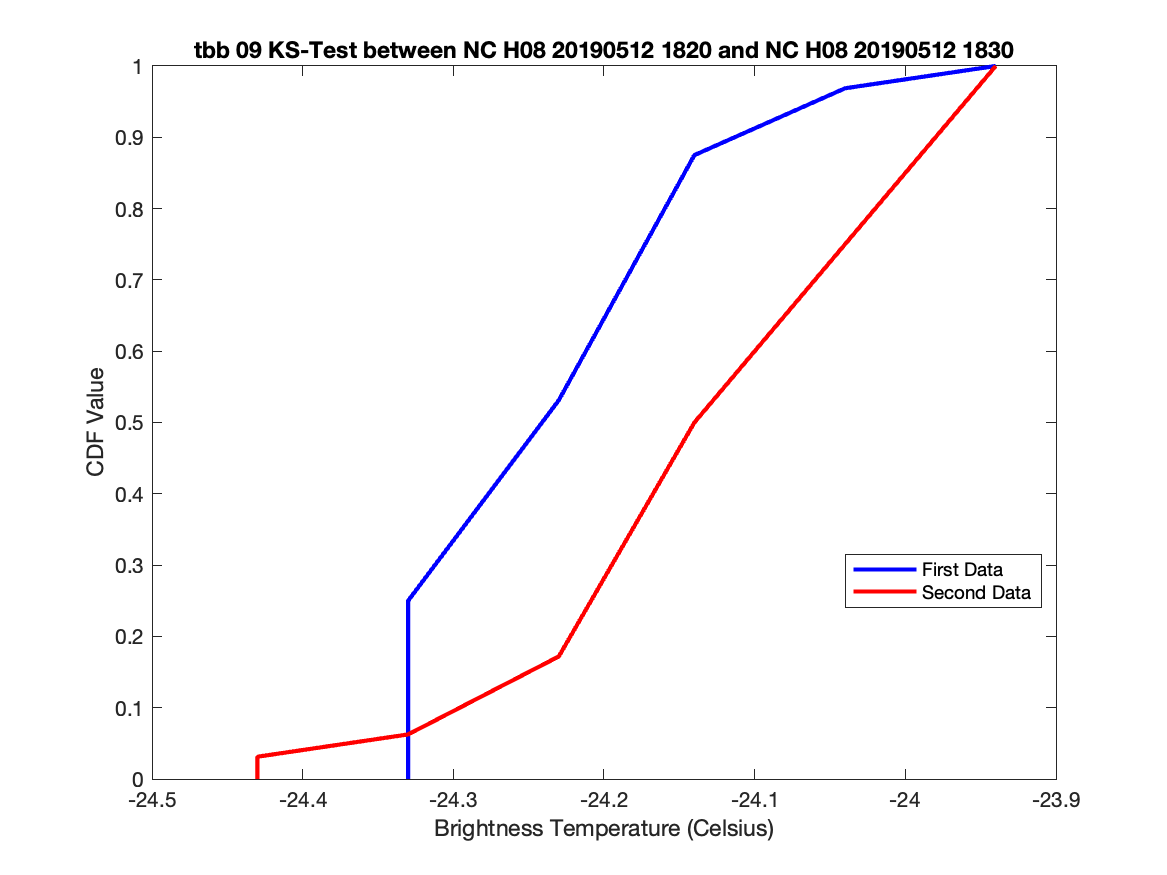 tbb 09 KS-Test between NC H08 20190512 1820 and NC H08 20190512 1830
1
0.9
0.8
0.7
0.6
0.5
0.4
0.3
0.2
0.1
0
CDF Value
First Data
Second Data
-24.5 -24.4 -24.3 -24.2 -24.1 -24 -23.9
Brightness Temperature (Celsius)